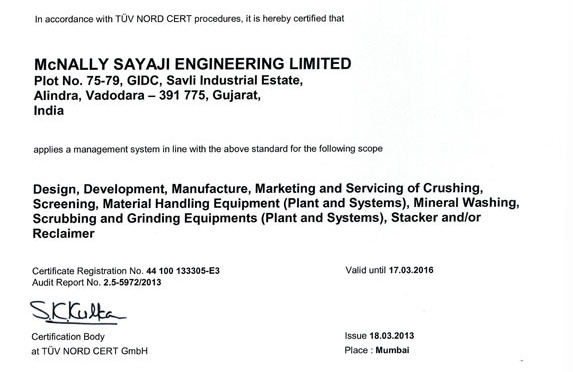 In accordance with TÜV NORD CERT procedures, it is hereby certified that
McNALLY SAYAJI ENGINEERING LIMITED
Plot No. 75-79, GIDC, Savli Industrial Estate,
Alindra, Vadodara – 391 775, Gujarat,
India
applies a management system in line with the above standard for the following scope
Design, Development, Manufacture, Marketing and Servicing of Crushing,
Screening, Material Handling Equipment (Plant and Systems), Mineral Washing,
Scrubbing and Grinding Equipments (Plant and Systems), Stacker and/or
Reclaimer
Certificate Registration No. 44 100 133305-E3 Valid until 17.03.2016
Audit Report No. 2.5-5972/2013
S.K.Kulka
Certification Body Issue 18.03.2013
at TÜV NORD CERT GmbH Place : Mumbai